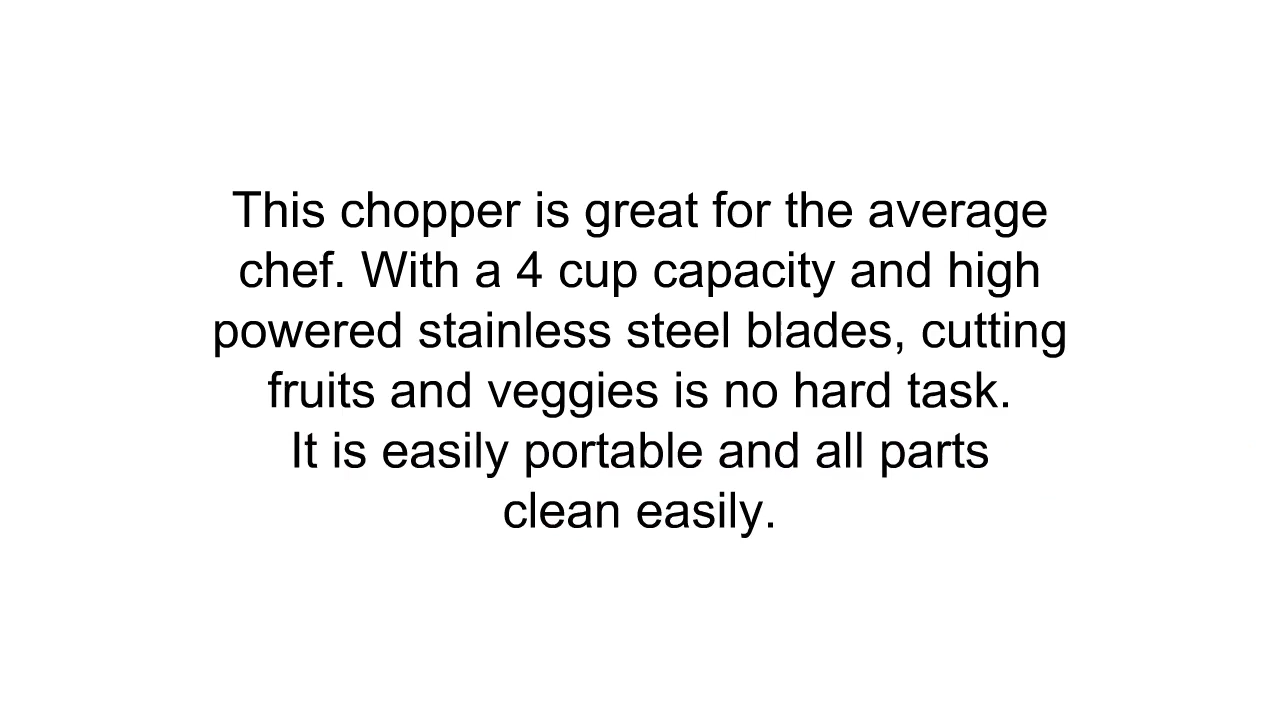 This chopper is great for the average
chef. With a 4 cup capacity and high
powered stainless steel blades, cutting
fruits and veggies is no hard task.
It is easily portable and all parts
clean easily.